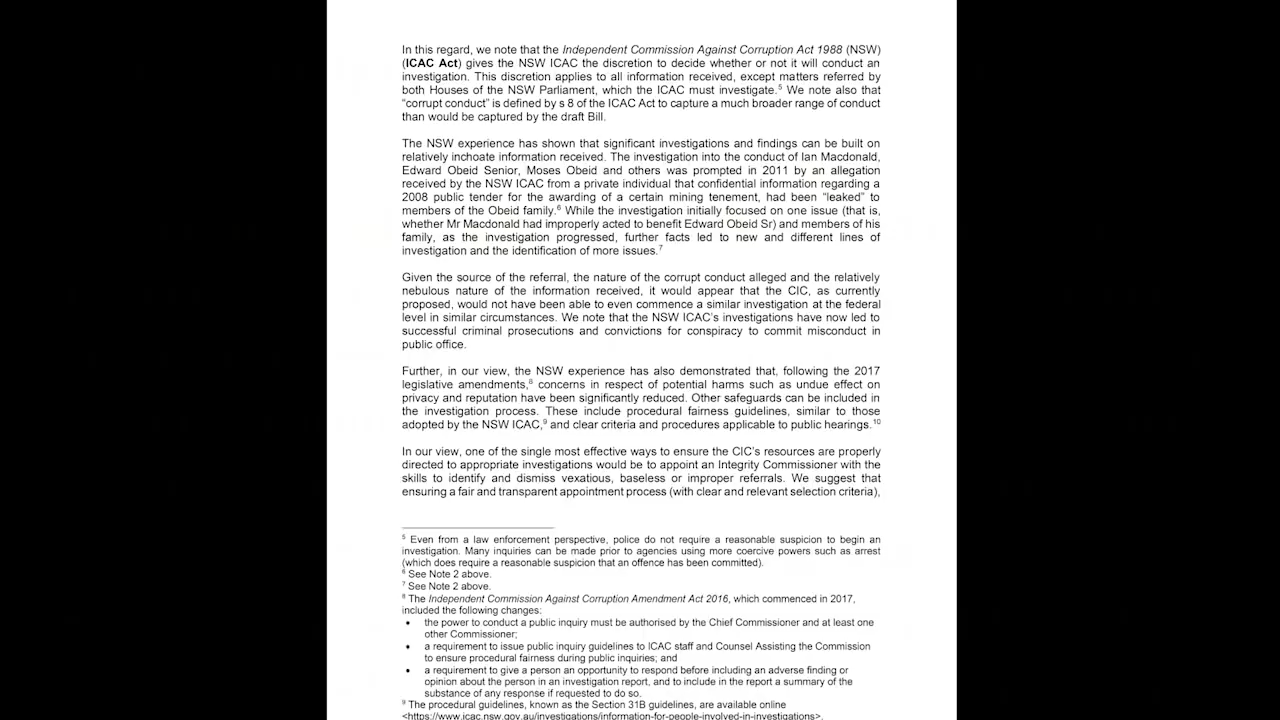 In this regard, we note that the Independent Commission Against Corruption Act 1988 (NSW)
(ICAC Act) gives the NSW ICAC the discretion to decide whether or not it will conduct an
investigation. This discretion applies to all information received, except matters referred by
both Houses of the NSW Parliament, which the ICAC must investigate.5 We note also that
“corrupt conduct” is defined by s 8 of the ICAC Act to capture a much broader range of conduct
than would be captured by the draft Bill.
The NSW experience has shown that significant investigations and findings can be built on
relatively inchoate information received. The investigation into the conduct of Ian Macdonald,
Edward Obeid Senior, Moses Obeid and others was prompted in 2011 by an allegation
received by the NSW ICAC from a private individual that confidential information regarding a
2008 public tender for the awarding of a certain mining tenement, had been “leaked” to
members of the Obeid family.6 While the investigation initially focused on one issue (that is,
whether Mr Macdonald had improperly acted to benefit Edward Obeid Sr) and members of his
family, as the investigation progressed, further facts led to new and different lines of
investigation and the identification of more issues.7
Given the source of the referral, the nature of the corrupt conduct alleged and the relatively
nebulous nature of the information received, it would appear that the CIC, as currently
proposed, would not have been able to even commence a similar investigation at the federal
level in similar circumstances. We note that the NSW ICAC’s investigations have now led to
successful criminal prosecutions and convictions for conspiracy to commit misconduct in
public office.
Further, in our view, the NSW experience has also demonstrated that, following the 2017
legislative amendments,8 concerns in respect of potential harms such as undue effect on
privacy and reputation have been significantly reduced. Other safeguards can be included in
the investigation process. These include procedural fairness guidelines, similar to those
adopted by the NSW ICAC,9 and clear criteria and procedures applicable to public hearings.10
In our view, one of the single most effective ways to ensure the CIC’s resources are properly
directed to appropriate investigations would be to appoint an Integrity Commissioner with the
skills to identify and dismiss vexatious, baseless or improper referrals. We suggest that
ensuring a fair and transparent appointment process (with clear and relevant selection criteria),
5 Even from a law enforcement perspective, police do not require a reasonable suspicion to begin an
investigation. Many inquiries can be made prior to agencies using more coercive powers such as arrest
(which does require a reasonable suspicion that an offence has been committed).
6 See Note 2 above.
7 See Note 2 above.
8 The Independent Commission Against Corruption Amendment Act 2016, which commenced in 2017,
included the following changes:
• the power to conduct a public inquiry must be authorised by the Chief Commissioner and at least one
other Commissioner;
• a requirement to issue public inquiry guidelines to ICAC staff and Counsel Assisting the Commission
to ensure procedural fairness during public inquiries; and
• a requirement to give a person an opportunity to respond before including an adverse finding or
opinion about the person in an investigation report, and to include in the report a summary of the
substance of any response if requested to do so.
9 The procedural guidelines, known as the Section 31B guidelines, are available online
<https://www.icac.nsw.gov.au/investigations/information-for-people-involved-in-investigations>.